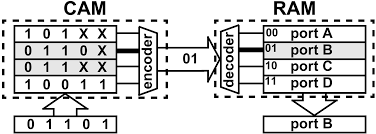 CAM RAM
1 0 1 X X
0 1 1 0 X
0 1 1 X X
1 0 0 1 1
encoder
01
decoder
00 port A
01 port B
10 port C
11 port D
0 1 1 0 1
port B